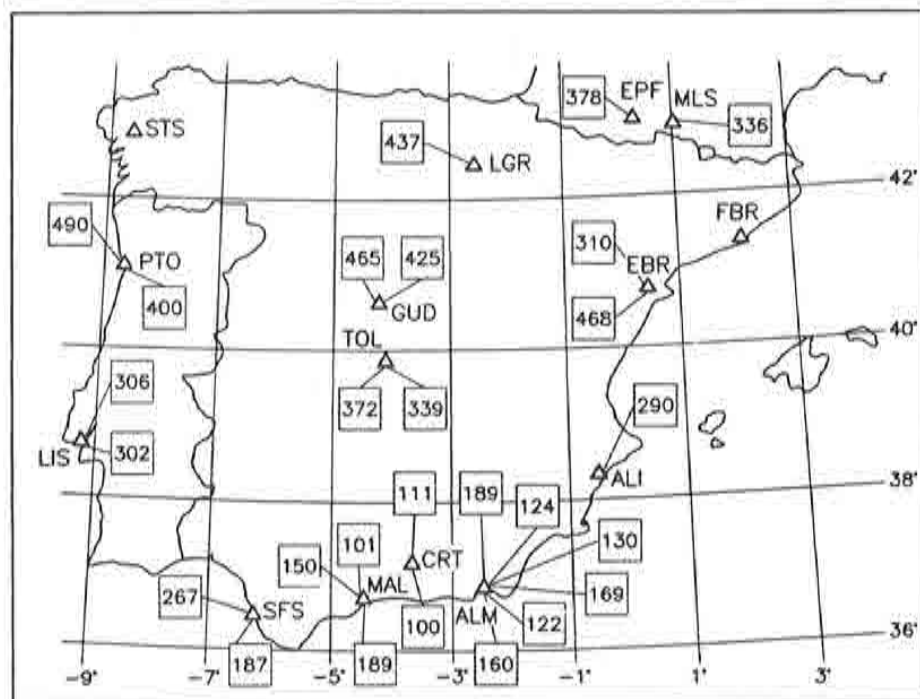 378
EPF
MLS
336
STS
437
LGR
42'
490
PTO
400
FBR
310
EBR
468
465
425
GUD
40'
TOL
372
339
306
302
LIS
290
ALI
38'
111
189
124
130
169
122
160
ALM
101
150
MAL
189
CRT
100
267
SFS
187
36'
-9'
-7'
-5'
-3'
-1'
1'
3'